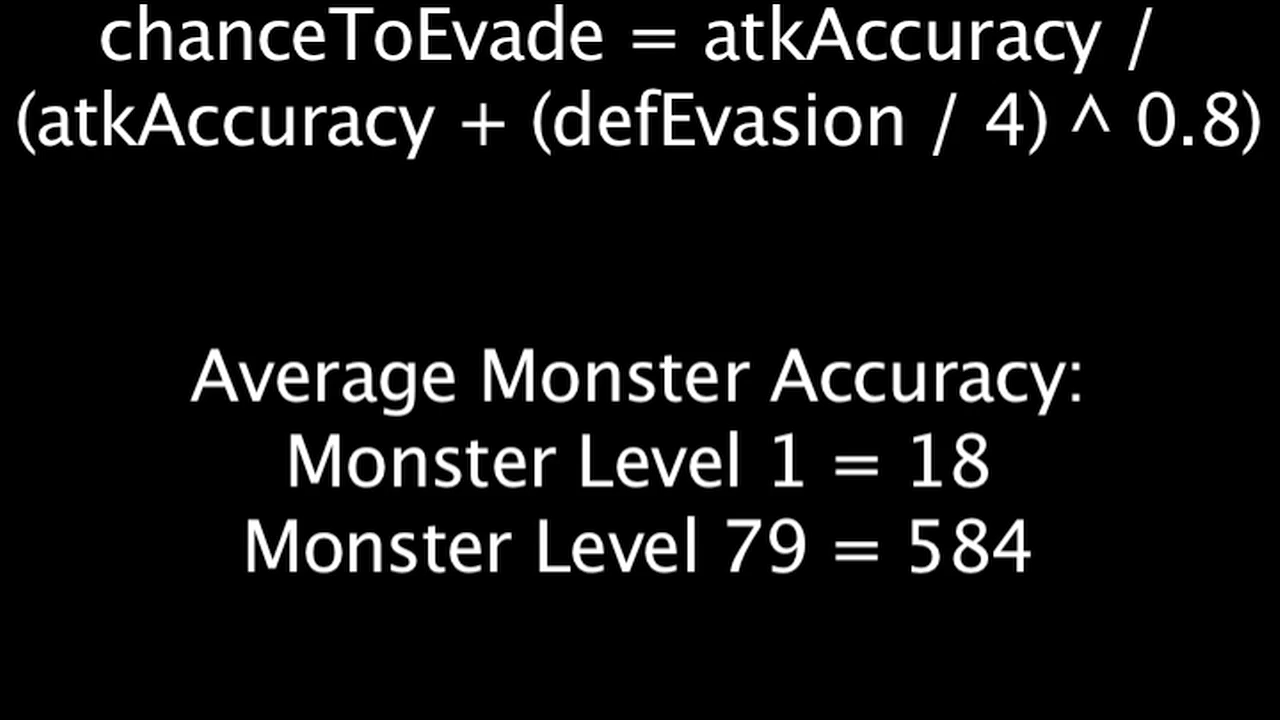 chanceToEvade = atkAccuracy /
(atkAccuracy + (defEvasion / 4) ^ 0.8)
Average Monster Accuracy:
Monster Level 1 = 18
Monster Level 79 = 584